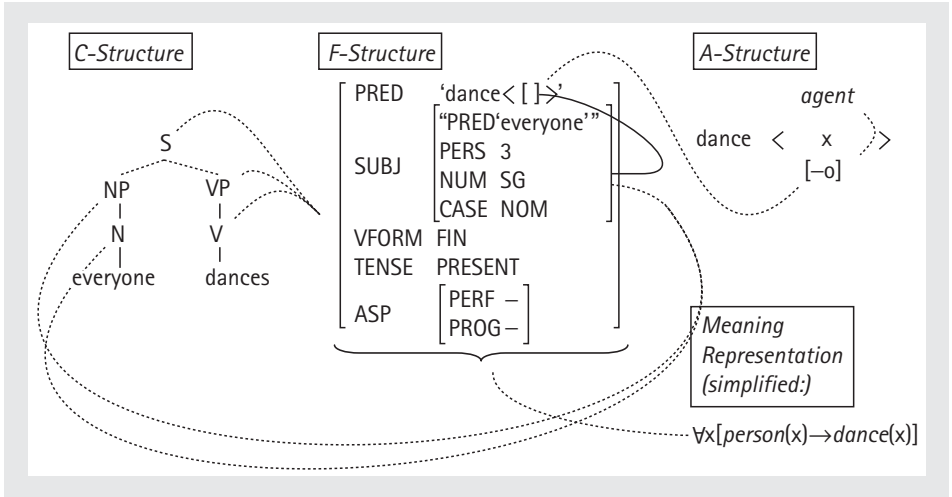 C-Structure
F-Structure
A-Structure
S
NP VP
N V
everyone dances
PRED ‘dance< [ ] >’
SUBJ
"PRED‘everyone’"
PERS 3
NUM SG
CASE NOM
VFORM FIN
TENSE PRESENT
ASP
PERF –
PROG –
agent
dance < x >
[–o]
Meaning
Representation
(simplified:)
∀x[person(x)→dance(x)]